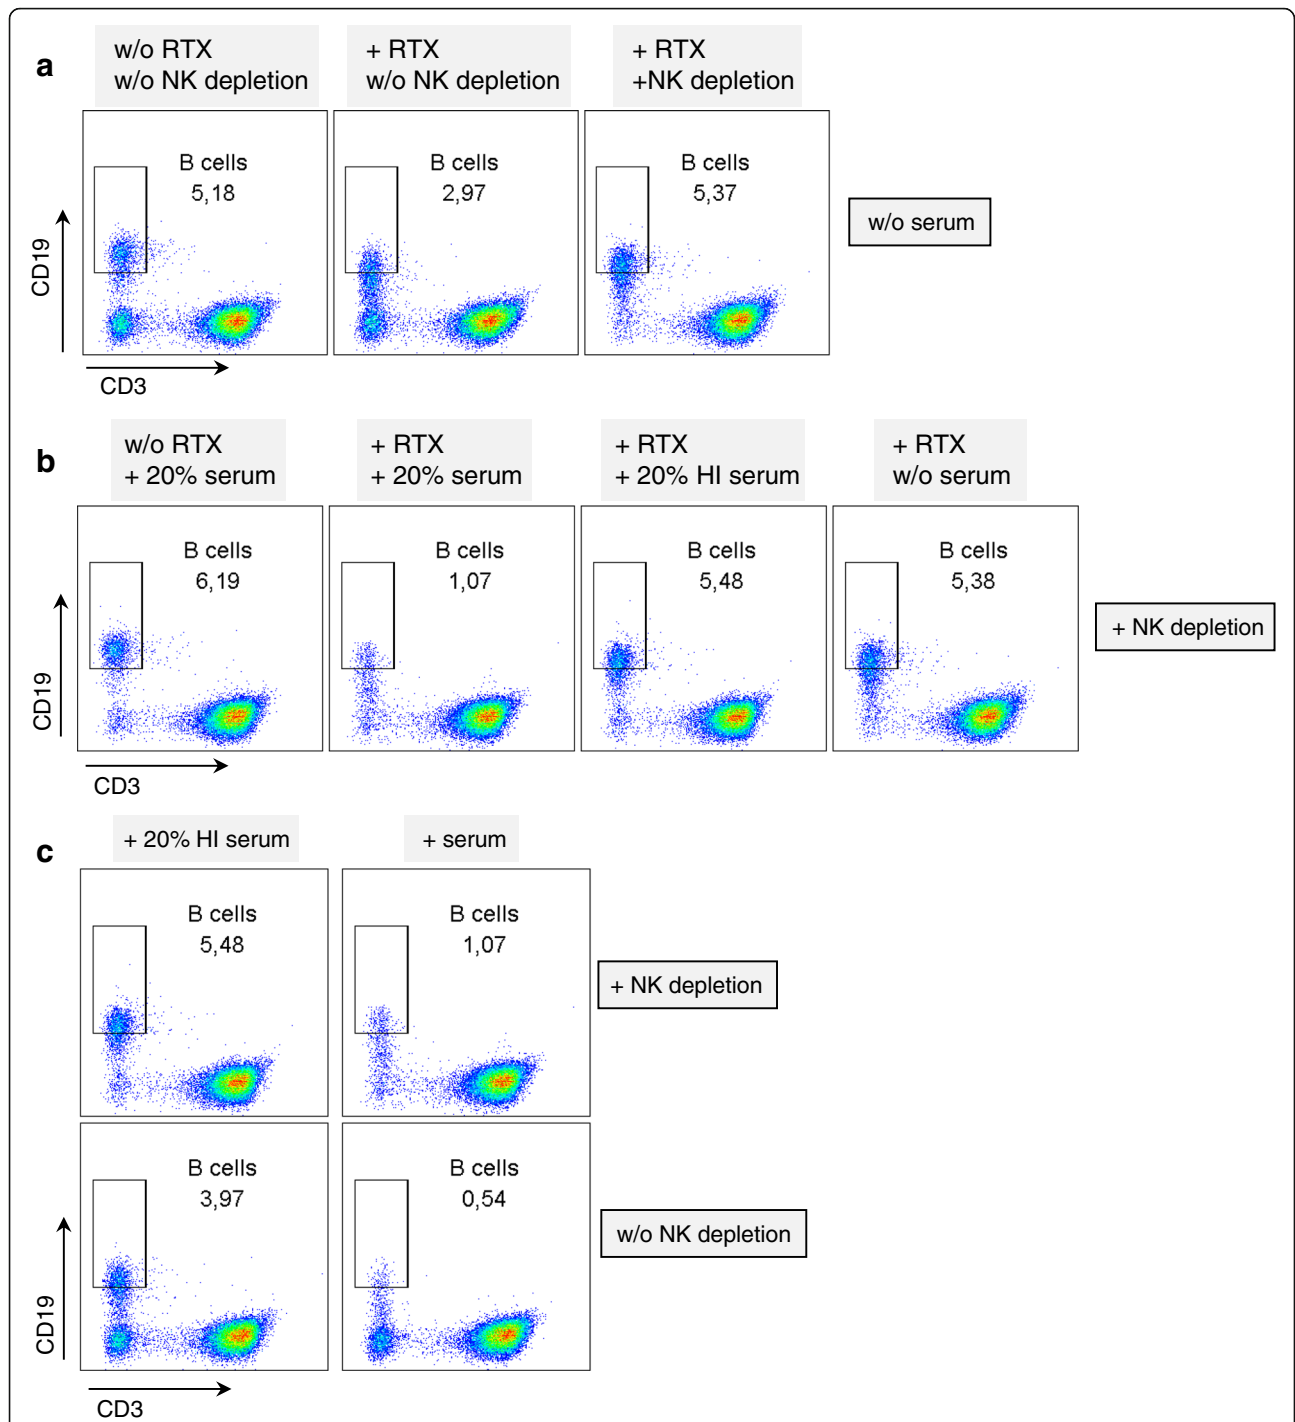 a
w/o RTX
w/o NK depletion
+ RTX
w/o NK depletion
+ RTX
+NK depletion
B cells
5,18
B cells
2,97
B cells
5,37
w/o serum
CD19
CD3
b
w/o RTX
+ 20% serum
+ RTX
+ 20% serum
+ RTX
+ 20% HI serum
+ RTX
w/o serum
B cells
6,19
B cells
1,07
B cells
5,48
B cells
5,38
+ NK depletion
CD19
CD3
c
+ 20% HI serum
+ serum
B cells
5,48
B cells
1,07
+ NK depletion
B cells
3,97
B cells
0,54
w/o NK depletion
CD19
CD3